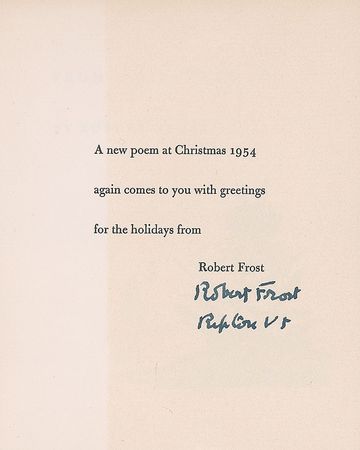 A new poem at Christmas 1954
again comes to you with greetings
for the holidays from
Robert Frost
Robert Frost
Ripton Vt